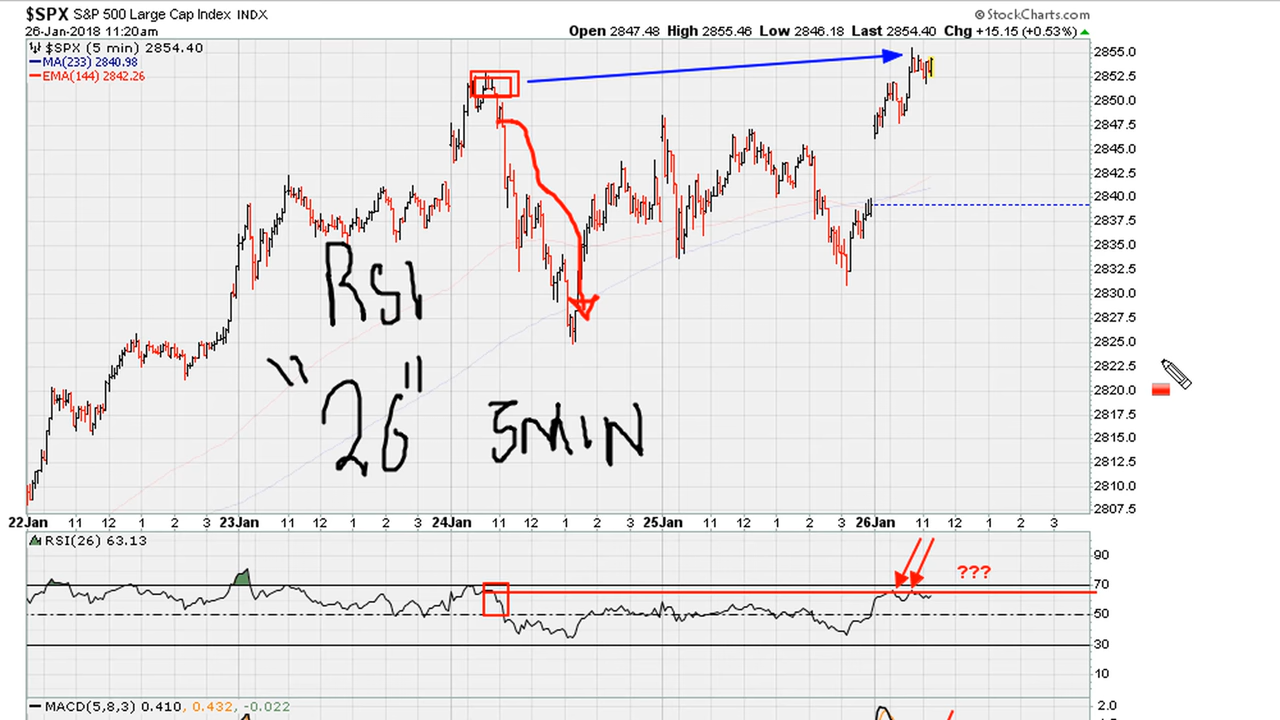 $SPX S&P 500 Large Cap Index INDX
© StockCharts.com
26-Jan-2018 11:20am
Open 2847.48 High 2855.46 Low 2846.18 Last 2854.40 Chg +15.15 (+0.53%)
$SPX (5 min) 2854.40
MA(233) 2840.98
EMA(144) 2842.26
2855.0
2852.5
2850.0
2847.5
2845.0
2842.5
2840.0
2837.5
2835.0
2832.5
2830.0
2827.5
2825.0
2822.5
2820.0
2817.5
2815.0
2812.5
2810.0
2807.5
RSI
"26" 5MIN
22Jan 11 12 1 2 3 23Jan 11 12 1 2 3 24Jan 11 12 1 2 3 25Jan 11 12 1 2 3 26Jan 11 12 1 2 3
RSI(26) 63.13
???
90
70
50
30
10
MACD(5,8,3) 0.410, 0.432, -0.022
2.0